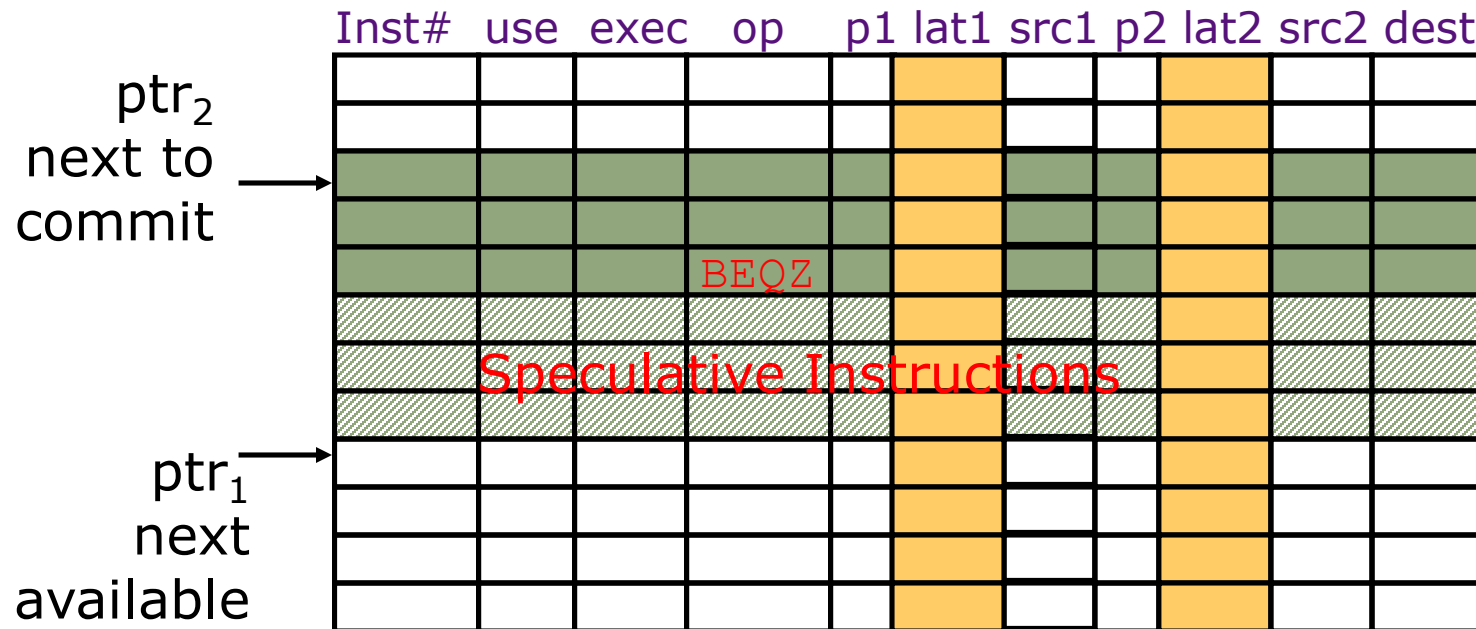 Inst# use exec op p1 lat1 src1 p2 lat2 src2 dest
ptr₂
next to
commit
BEQZ
Speculative Instructions
ptr₁
next
available